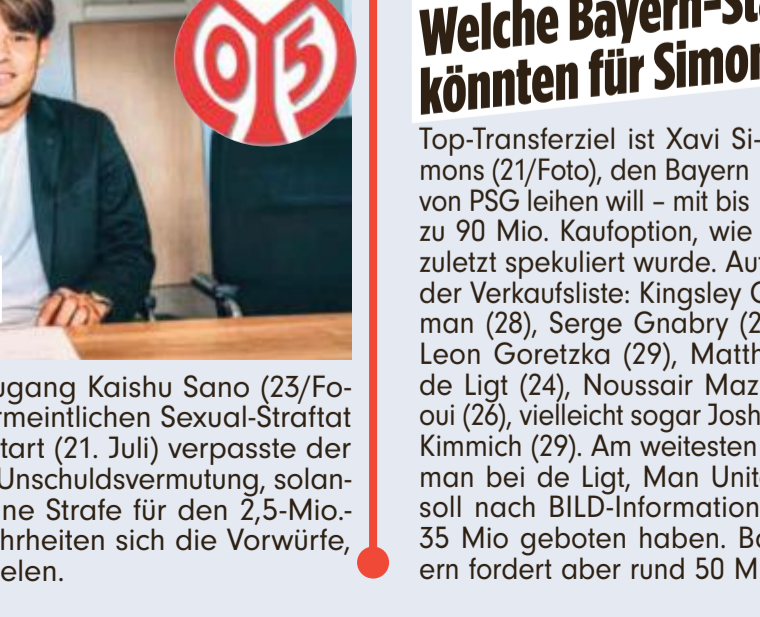 05
ugang Kaishu Sano (23/Fo-
rmeintlichen Sexual-Straftat
tart (21. Juli) verpasste der
Unschuldsvermutung, solan-
ne Strafe für den 2,5-Mio.-
hrheiten sich die Vorwürfe,
elen.
Welche Bayern-Sta
könnten für Simon
Top-Transferziel ist Xavi Si-
mons (21/Foto), den Bayern
von PSG leihen will – mit bis
zu 90 Mio. Kaufoption, wie
zuletzt spekuliert wurde. Auf
der Verkaufsliste: Kingsley C
man (28), Serge Gnabry (2
Leon Goretzka (29), Matth
de Ligt (24), Noussair Maz
oui (26), vielleicht sogar Josh
Kimmich (29). Am weitesten
man bei de Ligt, Man Unit
soll nach BILD-Information
35 Mio geboten haben. Ba
ern fordert aber rund 50 M